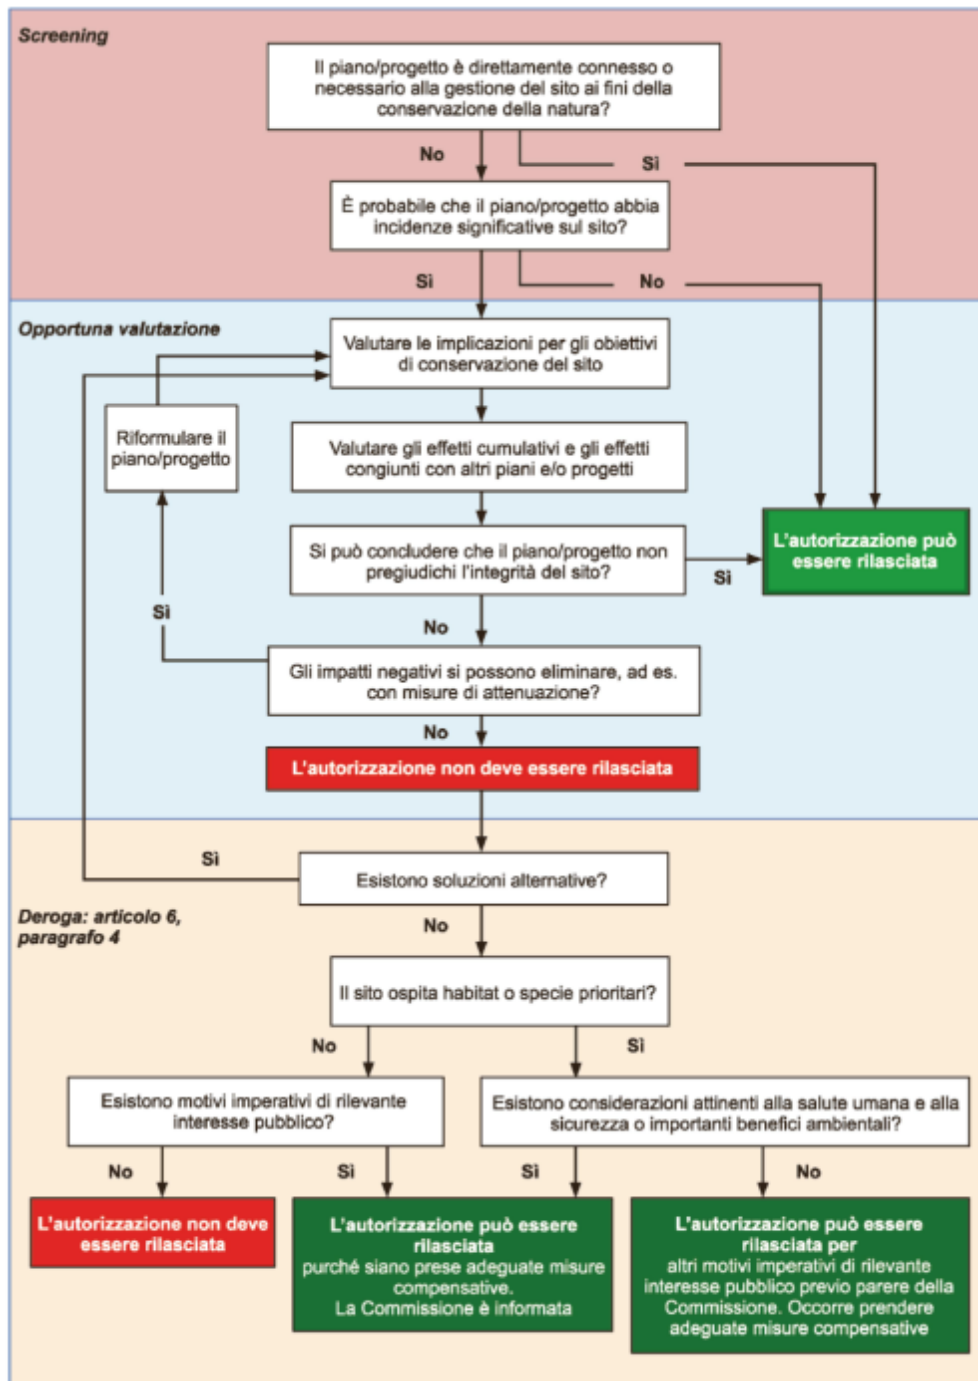 Screening
Il piano/progetto è direttamente connesso o
necessario alla gestione del sito ai fini della
conservazione della natura?
No
Sì
È probabile che il piano/progetto abbia
incidenze significative sul sito?
Sì
No
Opportuna valutazione
Valutare le implicazioni per gli obiettivi
di conservazione del sito
Riformulare il
piano/progetto
Valutare gli effetti cumulativi e gli effetti
congiunti con altri piani e/o progetti
Si può concludere che il piano/progetto non
pregiudichi l'integrità del sito?
Sì
L'autorizzazione può
essere rilasciata
Sì
No
Gli impatti negativi si possono eliminare, ad es.
con misure di attenuazione?
No
L'autorizzazione non deve essere rilasciata
Sì
Esistono soluzioni alternative?
Deroga: articolo 6,
paragrafo 4
No
Il sito ospita habitat o specie prioritari?
No
Sì
Esistono motivi imperativi di rilevante
interesse pubblico?
Esistono considerazioni attinenti alla salute umana e alla
sicurezza o importanti benefici ambientali?
No
Sì
Sì
No
L'autorizzazione non deve
essere rilasciata
L'autorizzazione può essere
rilasciata
purché siano prese adeguate misure
compensative.
La Commissione è informata
L'autorizzazione può essere
rilasciata per
altri motivi imperativi di rilevante
interesse pubblico previo parere della
Commissione. Occorre prendere
adeguate misure compensative